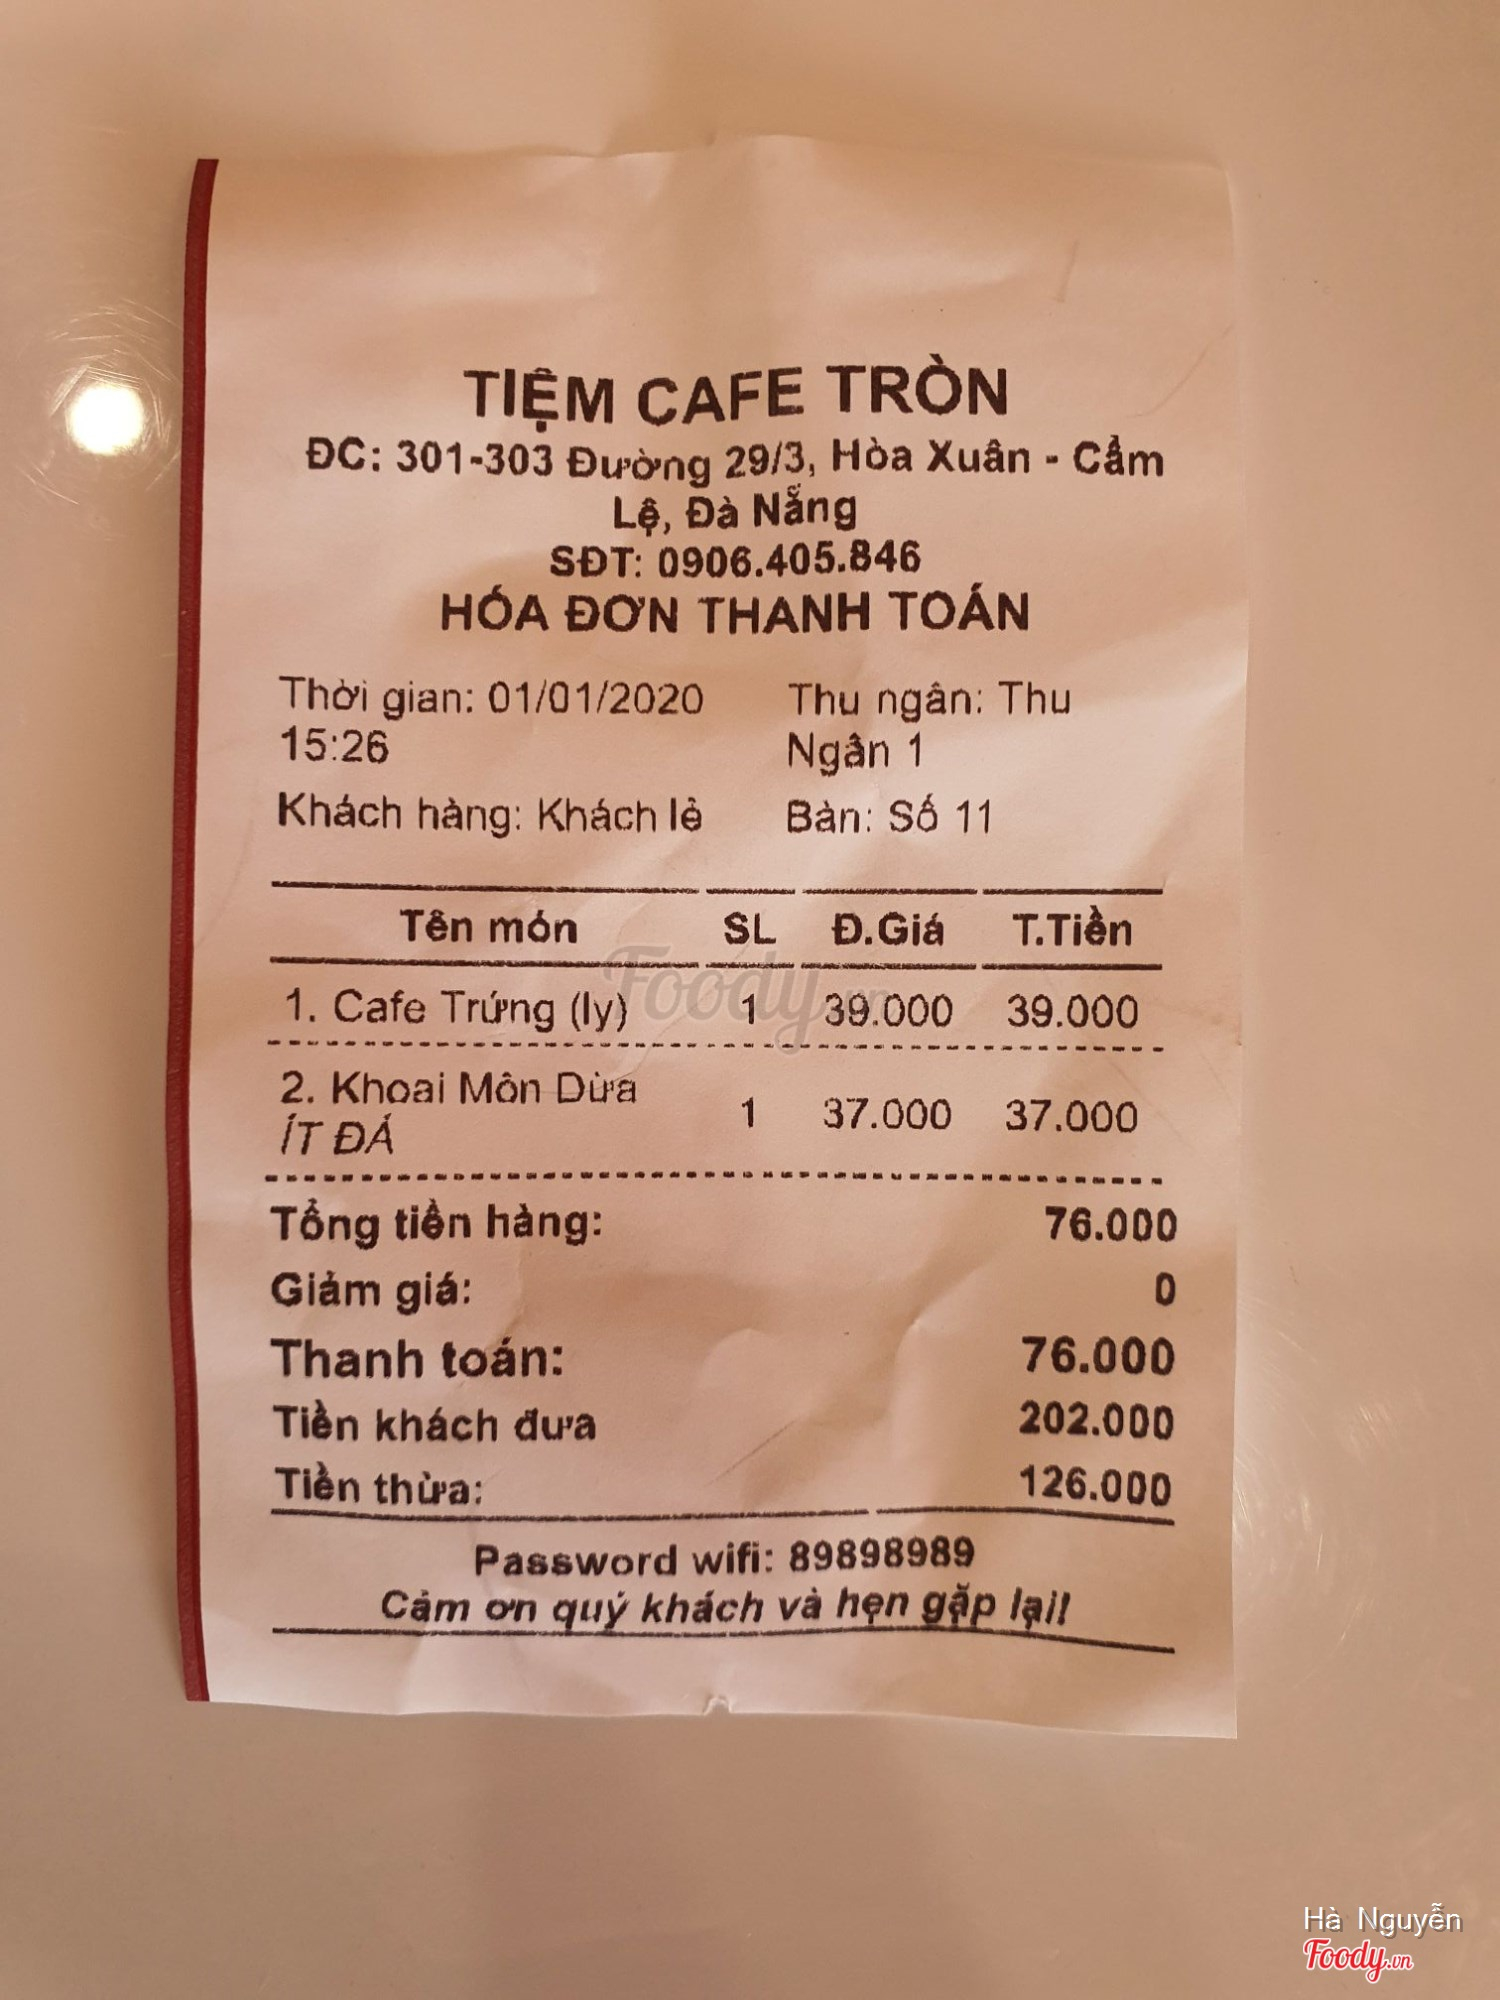 TIỆM CAFE TRÒN
ĐC: 301-303 Đường 29/3, Hòa Xuân - Cẩm
Lệ, Đà Nẵng
SĐT: 0906.405.846
HÓA ĐƠN THANH TOÁN
Thời gian: 01/01/2020 Thu ngân: Thu
15:26 Ngân 1
Khách hàng: Khách lẻ Bàn: Số 11
Tên món SL Đ.Giá T.Tiền
1. Cafe Trứng (ly) 1 39.000 39.000
2. Khoai Môn Dừa
ÍT ĐÁ 1 37.000 37.000
Tổng tiền hàng: 76.000
Giảm giá: 0
Thanh toán: 76.000
Tiền khách đưa 202.000
Tiền thừa: 126.000
Password wifi: 89898989
Cảm ơn quý khách và hẹn gặp lại!
Foody.vn
Hà Nguyễn
Foody.vn